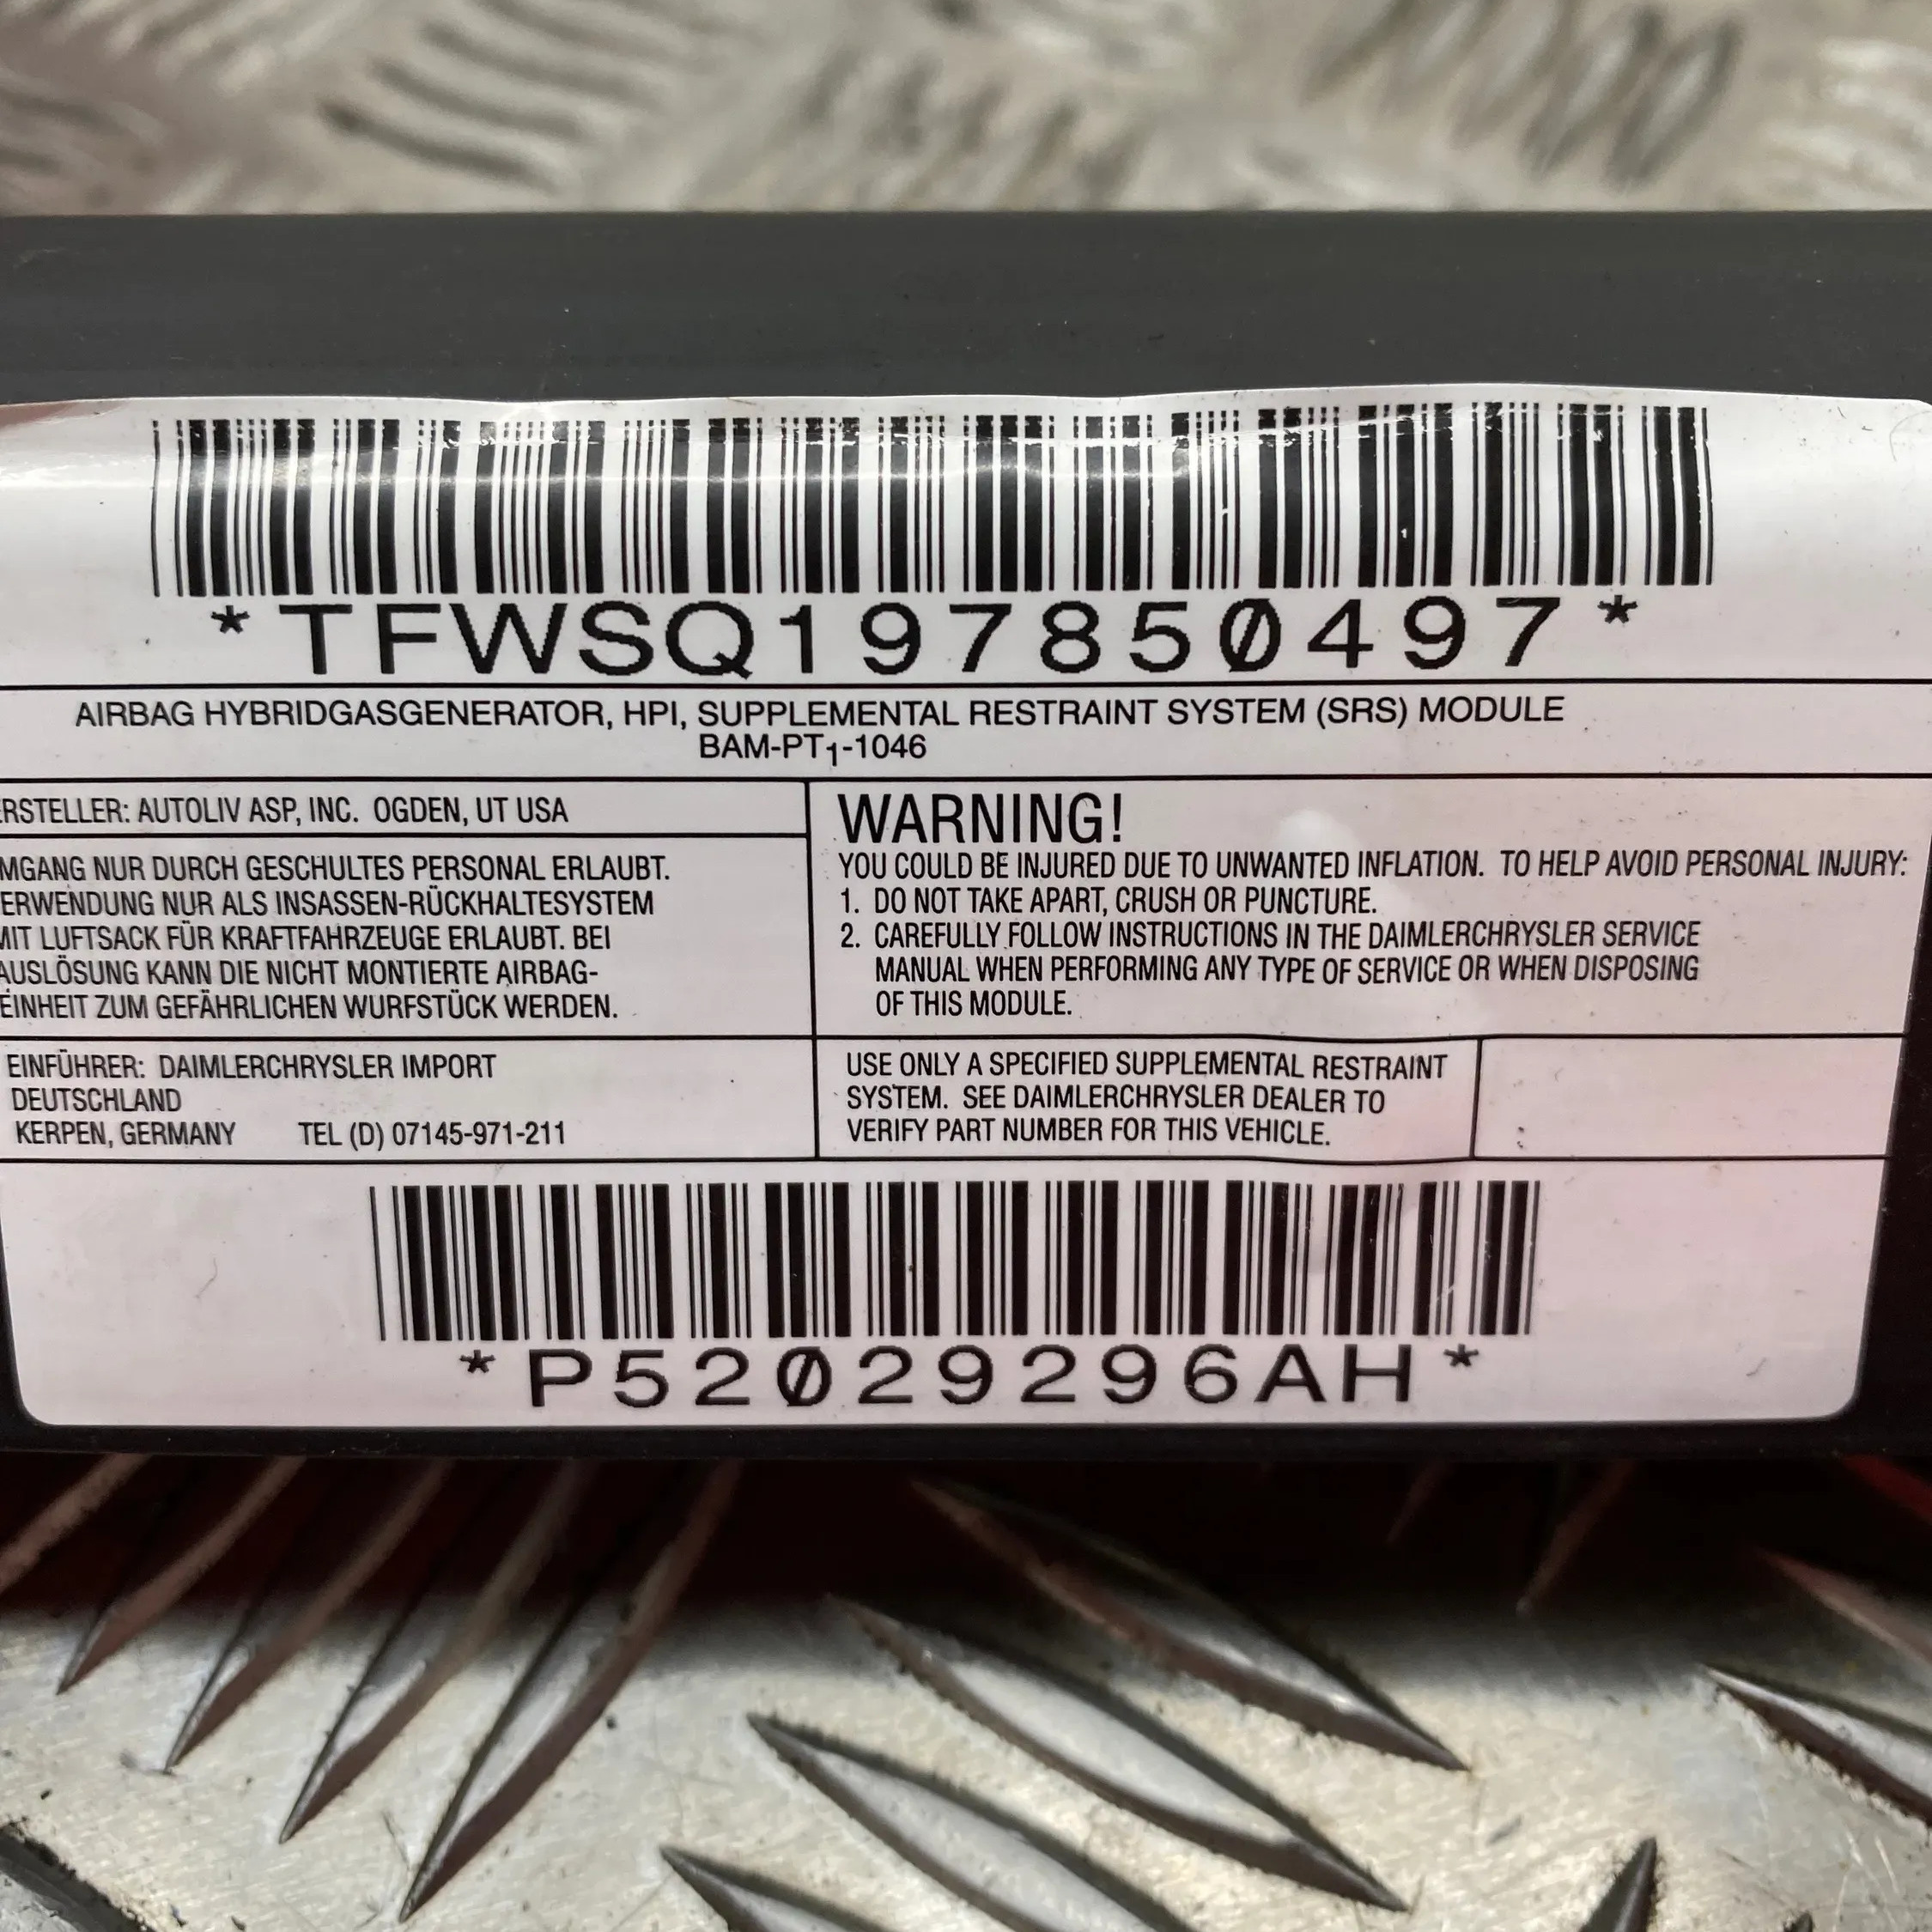 *TFWSQ197850497*
AIRBAG HYBRIDGASGENERATOR, HPI, SUPPLEMENTAL RESTRAINT SYSTEM (SRS) MODULE
BAM-PT1-1046
ERSTELLER: AUTOLIV ASP, INC. OGDEN, UT USA
MGANG NUR DURCH GESCHULTES PERSONAL ERLAUBT.
ERWENDUNG NUR ALS INSASSEN-RÜCKHALTESYSTEM
MIT LUFTSACK FÜR KRAFTFAHRZEUGE ERLAUBT. BEI
AUSLÖSUNG KANN DIE NICHT MONTIERTE AIRBAG-
EINHEIT ZUM GEFÄHRLICHEN WURFSTÜCK WERDEN.
EINFÜHRER: DAIMLERCHRYSLER IMPORT
DEUTSCHLAND
KERPEN, GERMANY TEL (D) 07145-971-211
WARNING!
YOU COULD BE INJURED DUE TO UNWANTED INFLATION. TO HELP AVOID PERSONAL INJURY:
1. DO NOT TAKE APART, CRUSH OR PUNCTURE.
2. CAREFULLY FOLLOW INSTRUCTIONS IN THE DAIMLERCHRYSLER SERVICE
MANUAL WHEN PERFORMING ANY TYPE OF SERVICE OR WHEN DISPOSING
OF THIS MODULE.
USE ONLY A SPECIFIED SUPPLEMENTAL RESTRAINT
SYSTEM. SEE DAIMLERCHRYSLER DEALER TO
VERIFY PART NUMBER FOR THIS VEHICLE.
*P52029296AH*